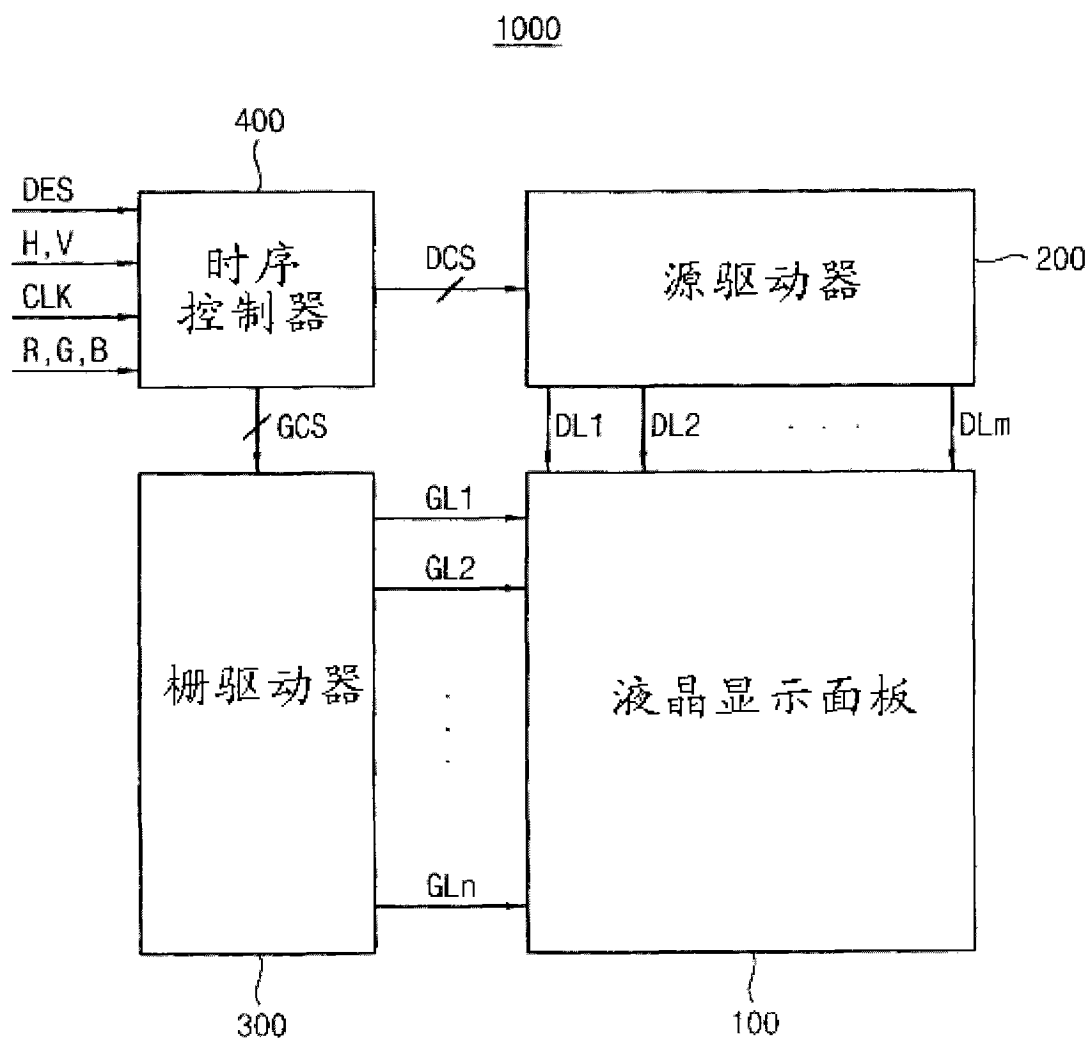 1000
400
DES
H,V
CLK
R,G,B
时序
控制器
DCS
源驱动器
200
GCS
DL1
DL2
. . .
DLm
GL1
GL2
栅驱动器
液晶显示面板
GLn
300
100